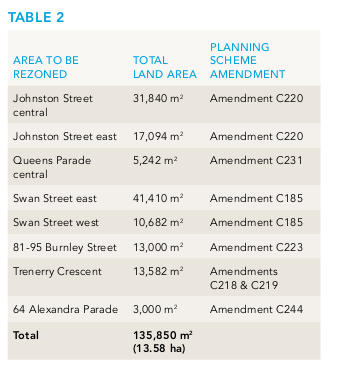 TABLE 2
AREA TO BE REZONED | TOTAL LAND AREA | PLANNING SCHEME AMENDMENT
Johnston Street central | 31,840 m² | Amendment C220
Johnston Street east | 17,094 m² | Amendment C220
Queens Parade central | 5,242 m² | Amendment C231
Swan Street east | 41,410 m² | Amendment C185
Swan Street west | 10,682 m² | Amendment C185
81-95 Burnley Street | 13,000 m² | Amendment C223
Trenerry Crescent | 13,582 m² | Amendments C218 & C219
64 Alexandra Parade | 3,000 m² | Amendment C244
Total | 135,850 m² (13.58 ha)